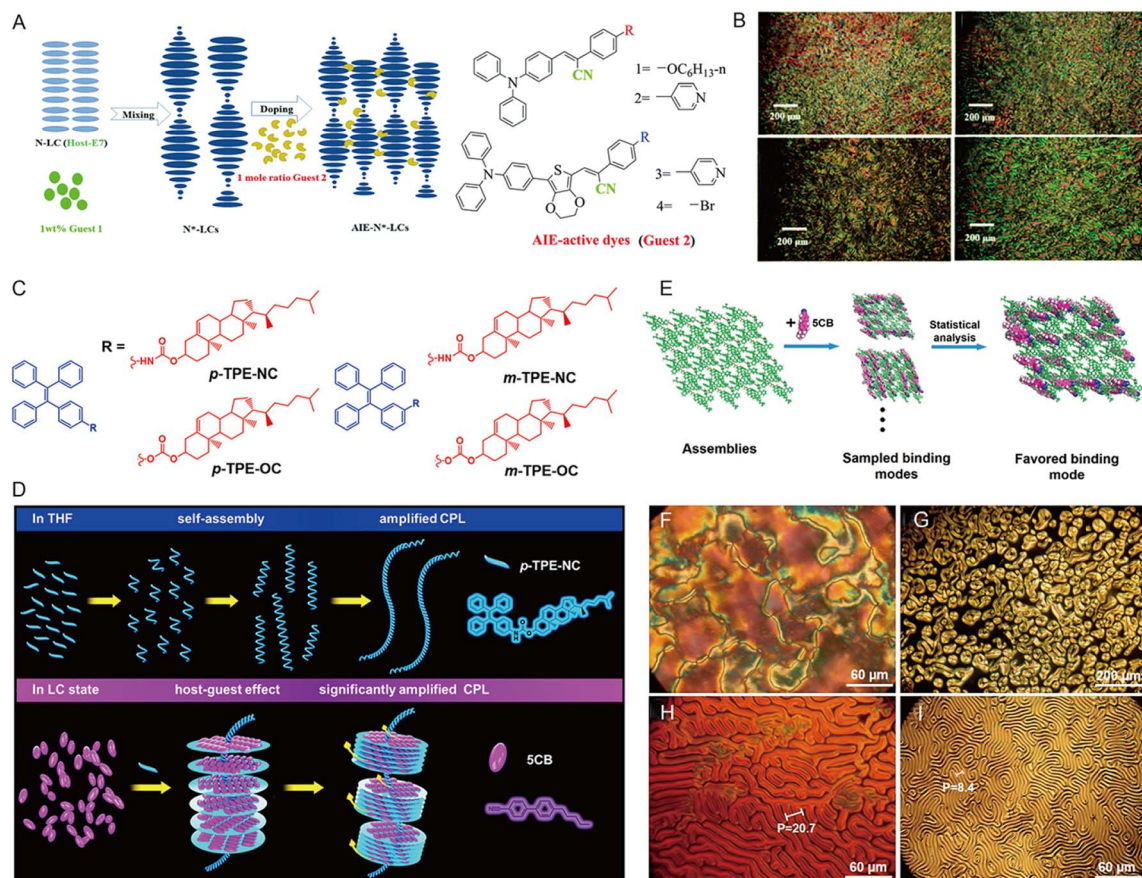 A
N-LC (Host-E7)
1wt% Guest 1
Mixing
N*-LCs
Doping
1 mole ratio Guest 2
AIE-N*-LCs
N
R
CN
1= −OC6H13-n
2=
N
N
S
O
O
R
CN
3=
N
4= −Br
AIE-active dyes (Guest 2)
B
200 μm
200 μm
200 μm
200 μm
C
R
R =
HN
O
O
p-TPE-NC
O
O
O
p-TPE-OC
R
HN
O
O
m-TPE-NC
O
O
O
m-TPE-OC
E
+ 5CB
Statistical
analysis
Assemblies
Sampled binding
modes
Favored binding
mode
D
In THF
self-assembly
amplified CPL
p-TPE-NC
In LC state
host-guest effect
significantly amplified CPL
5CB
F
60 μm
G
200 μm
H
P=20.7
60 μm
I
P=8.4
60 μm